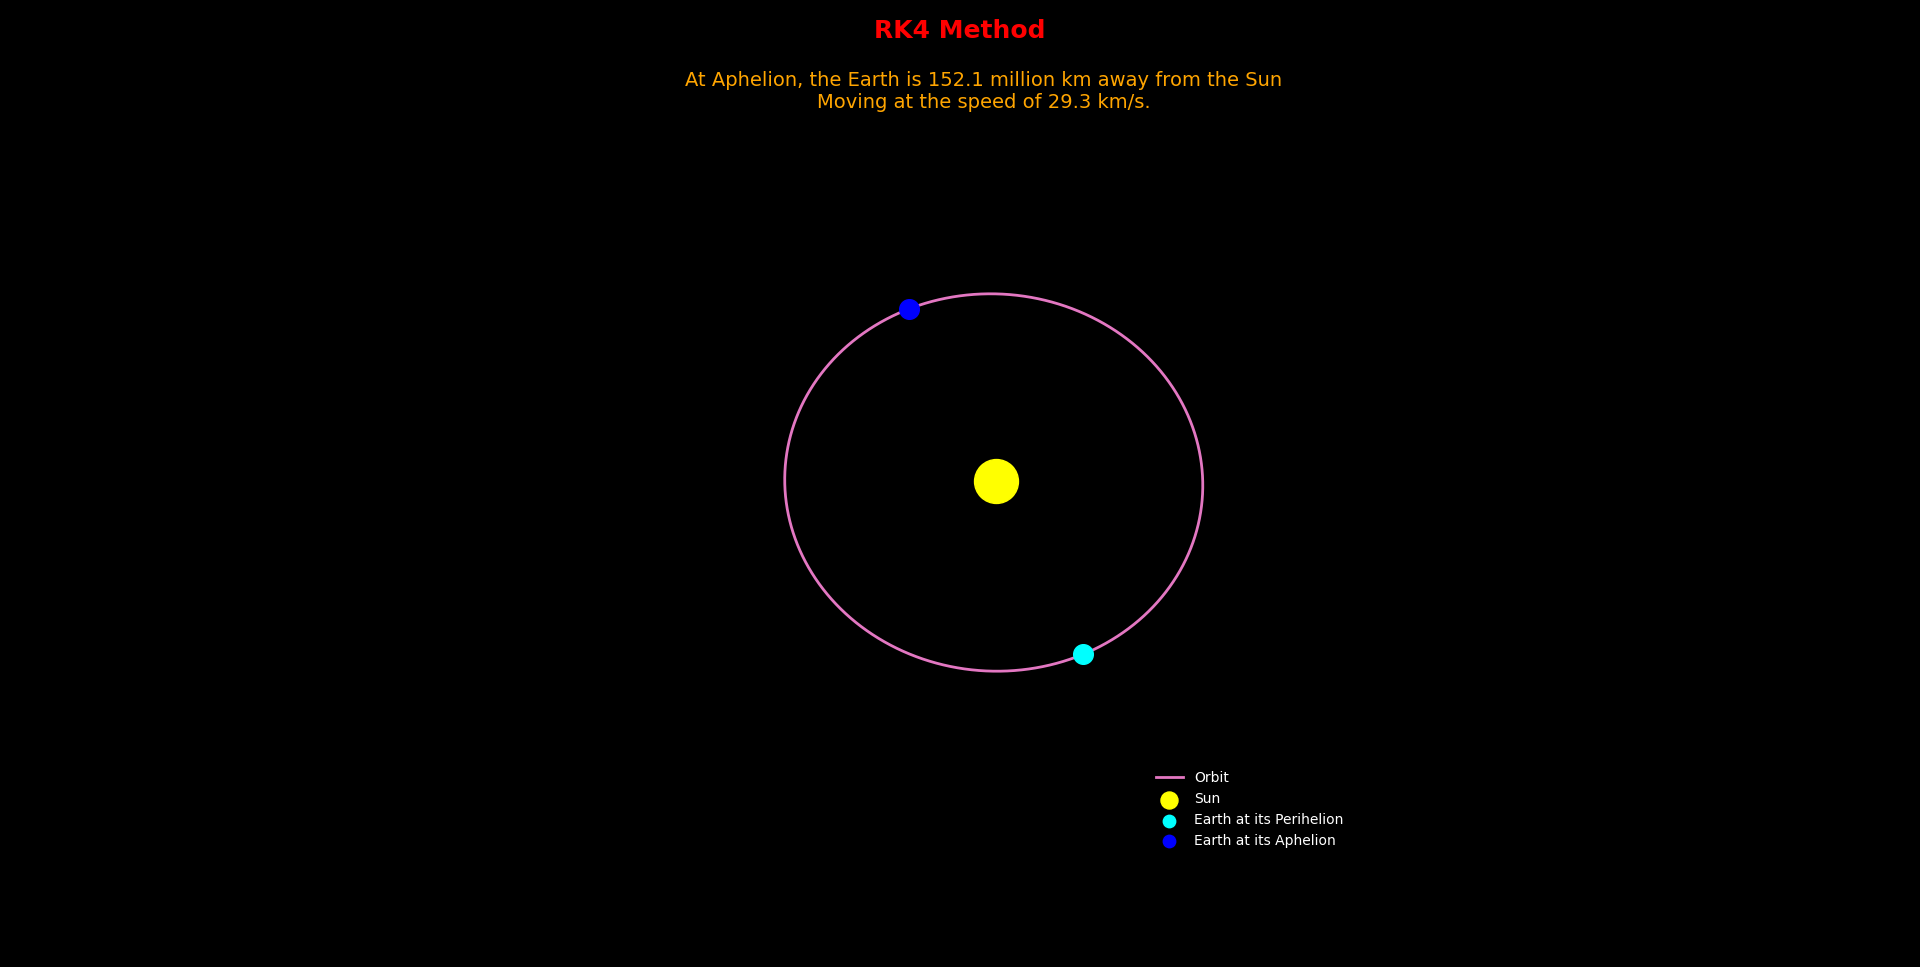 RK4 Method
At Aphelion, the Earth is 152.1 million km away from the Sun
Moving at the speed of 29.3 km/s.
Orbit
Sun
Earth at its Perihelion
Earth at its Aphelion